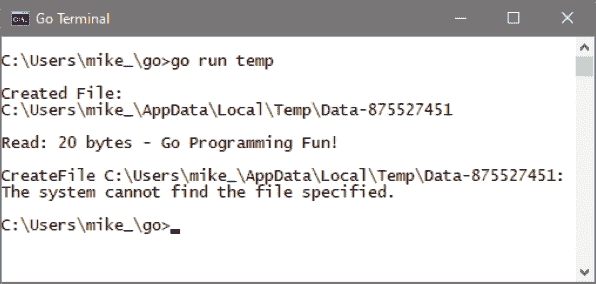 Go Terminal
C:\Users\mike_\go>go run temp
Created File:
C:\Users\mike_\AppData\Local\Temp\Data-875527451
Read: 20 bytes - Go Programming Fun!
CreateFile C:\Users\mike_\AppData\Local\Temp\Data-875527451:
The system cannot find the file specified.
C:\Users\mike_\go>